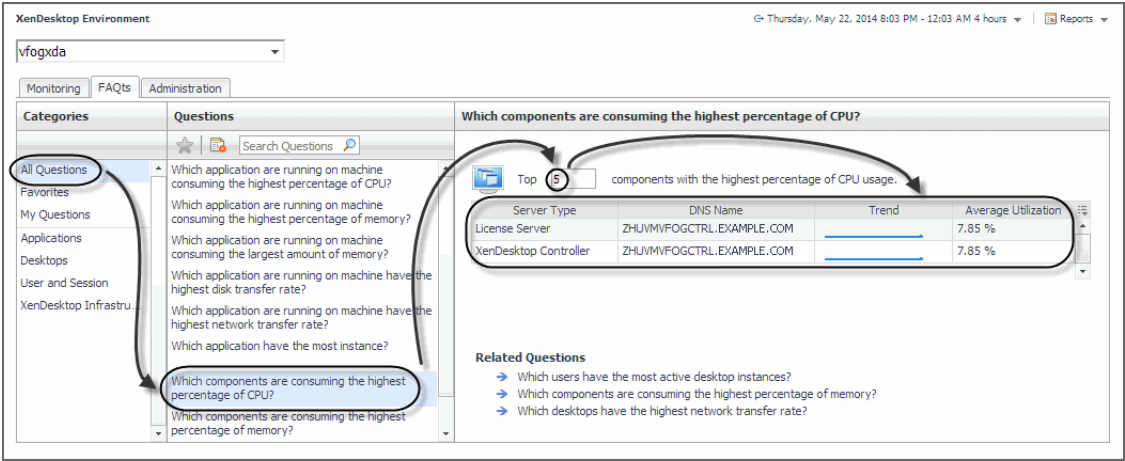 XenDesktop Environment
Thursday, May 22, 2014 8:03 PM - 12:03 AM 4 hours
Reports
vfogxda
Monitoring
FAQts
Administration
Categories
All Questions
Favorites
My Questions
Applications
Desktops
User and Session
XenDesktop Infrastru...
Questions
Search Questions
Which application are running on machine
consuming the highest percentage of CPU?
Which application are running on machine
consuming the highest percentage of memory?
Which application are running on machine
consuming the largest amount of memory?
Which application are running on machine have the
highest disk transfer rate?
Which application are running on machine have the
highest network transfer rate?
Which application have the most instance?
Which components are consuming the highest
percentage of CPU?
Which components are consuming the highest
percentage of memory?
Which components are consuming the highest percentage of CPU?
Top 5 components with the highest percentage of CPU usage.
Server Type DNS Name Trend Average Utilization
License Server ZHUVMVFOGCTRL.EXAMPLE.COM 7.85 %
XenDesktop Controller ZHUVMVFOGCTRL.EXAMPLE.COM 7.85 %
Related Questions
Which users have the most active desktop instances?
Which components are consuming the highest percentage of memory?
Which desktops have the highest network transfer rate?